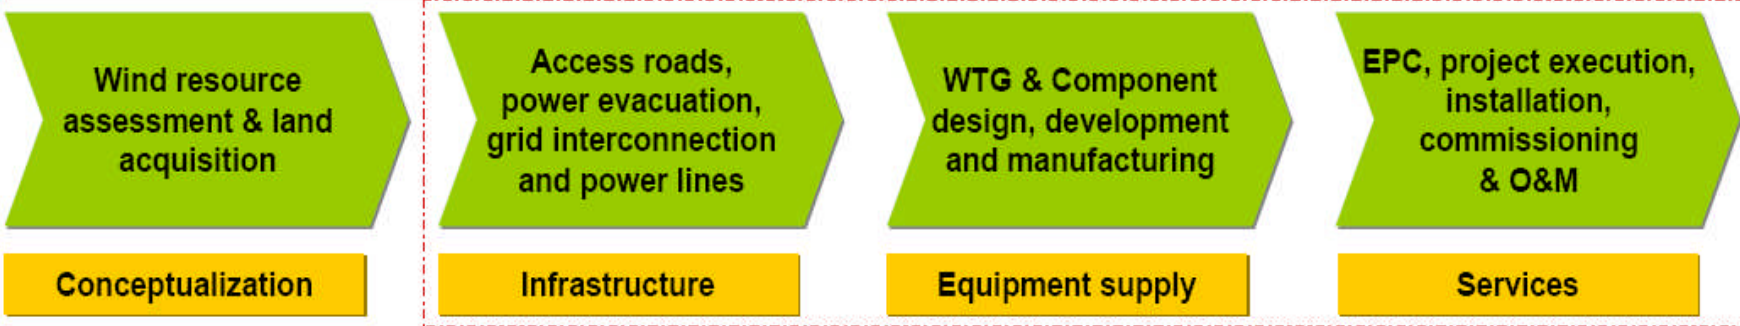 Wind resource
assessment & land
acquisition
Access roads,
power evacuation,
grid interconnection
and power lines
WTG & Component
design, development
and manufacturing
EPC, project execution,
installation,
commissioning
& O&M
Conceptualization
Infrastructure
Equipment supply
Services